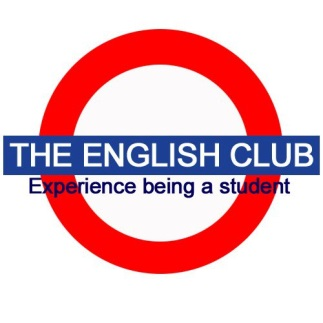 THE ENGLISH CLUB
Experience being a student